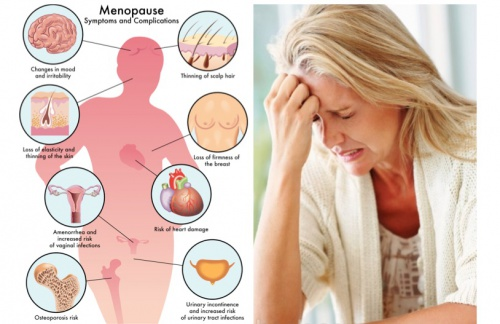 Menopause
Symptoms and Complications
Changes in mood
and irritability
Thinning of scalp hair
Loss of elasticity and
thinning of the skin
Loss of firmness of
the breast
Amenorrhea and
increased risk
of vaginal infections
Risk of heart damage
Osteoporosis risk
Urinary incontinence
and increased risk
of urinary tract infections